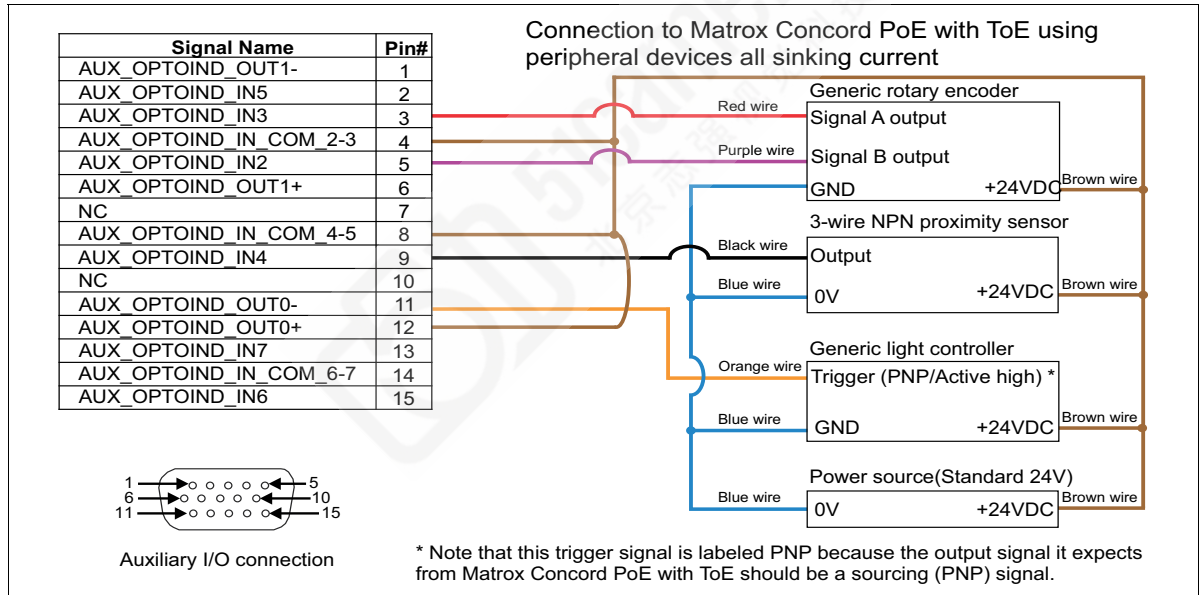 Connection to Matrox Concord PoE with ToE using
peripheral devices all sinking current
Signal Name Pin#
AUX_OPTOIND_OUT1- 1
AUX_OPTOIND_IN5 2
AUX_OPTOIND_IN3 3
AUX_OPTOIND_IN_COM_2-3 4
AUX_OPTOIND_IN2 5
AUX_OPTOIND_OUT1+ 6
NC 7
AUX_OPTOIND_IN_COM_4-5 8
AUX_OPTOIND_IN4 9
NC 10
AUX_OPTOIND_OUT0- 11
AUX_OPTOIND_OUT0+ 12
AUX_OPTOIND_IN7 13
AUX_OPTOIND_IN_COM_6-7 14
AUX_OPTOIND_IN6 15
Generic rotary encoder
Red wire
Signal A output
Purple wire
Signal B output
GND +24VDC
Brown wire
3-wire NPN proximity sensor
Black wire
Output
Blue wire
0V +24VDC
Brown wire
Generic light controller
Orange wire
Trigger (PNP/Active high) *
Blue wire
GND +24VDC
Brown wire
Power source(Standard 24V)
Blue wire
0V +24VDC
Brown wire
1 5
6 10
11 15
Auxiliary I/O connection
* Note that this trigger signal is labeled PNP because the output signal it expects
from Matrox Concord PoE with ToE should be a sourcing (PNP) signal.